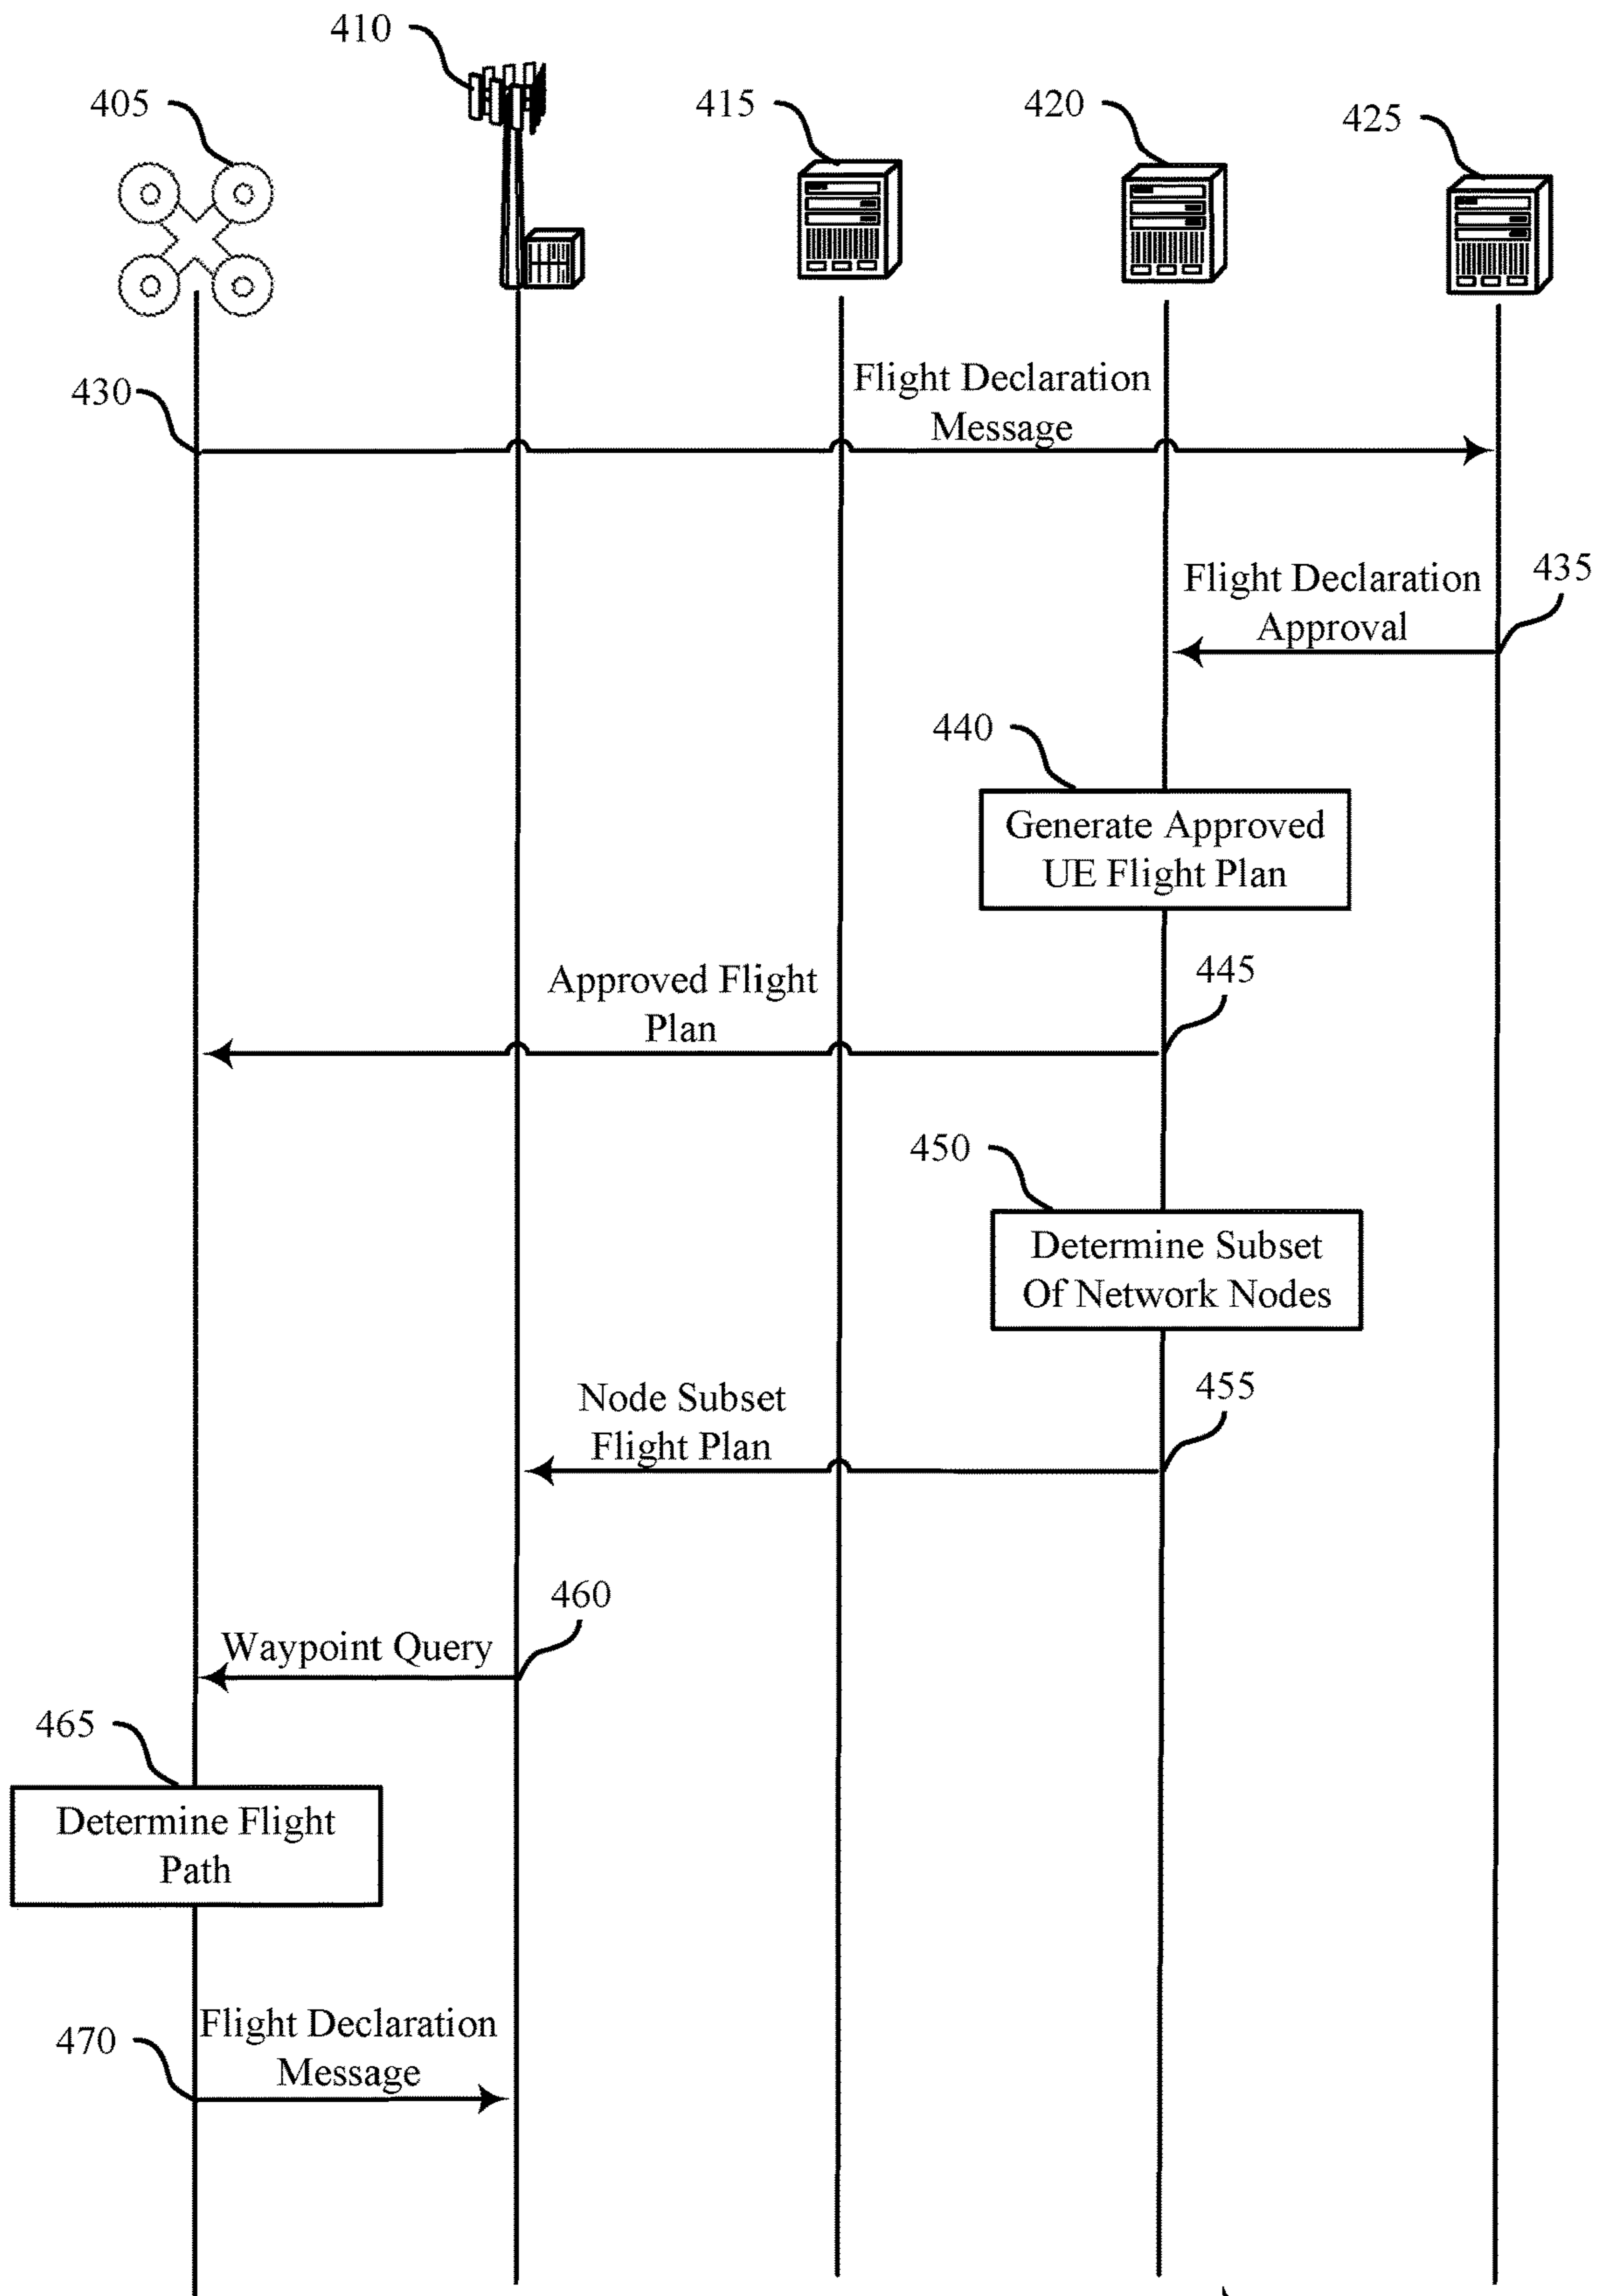 410
405
415
420
425
430
Flight Declaration
Message
Flight Declaration
Approval
435
440
Generate Approved
UE Flight Plan
Approved Flight
Plan
445
450
Determine Subset
Of Network Nodes
Node Subset
Flight Plan
455
460
Waypoint Query
465
Determine Flight
Path
470
Flight Declaration
Message